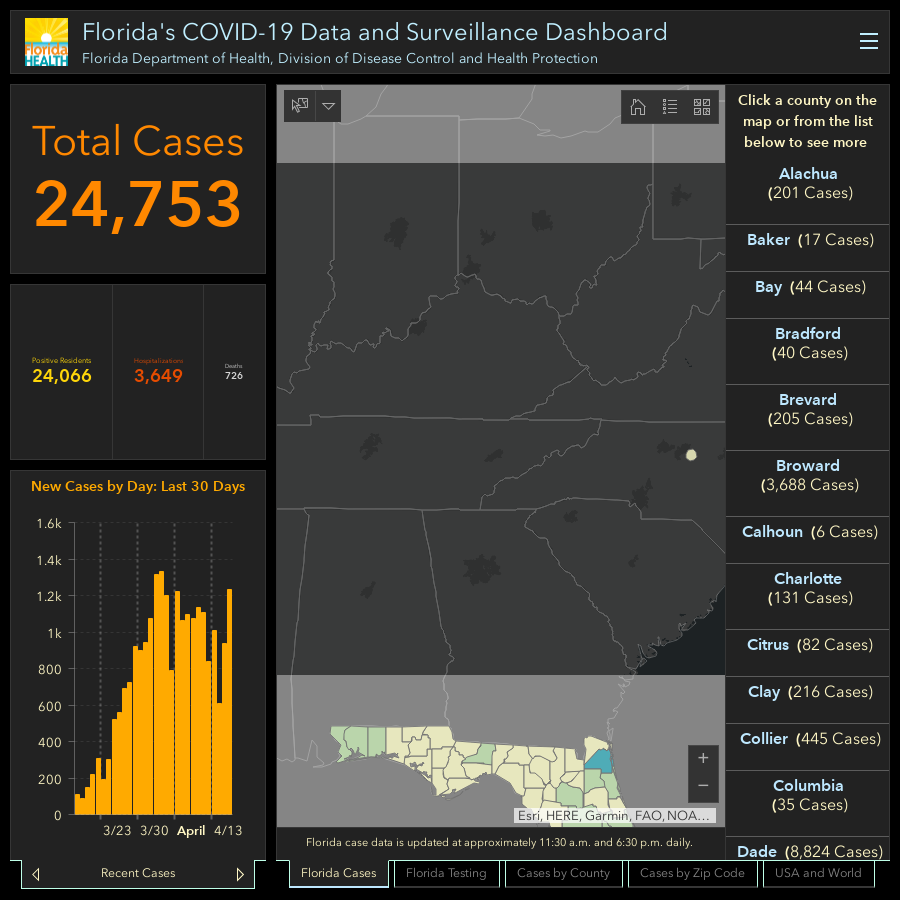 Florida
HEALTH
Florida's COVID-19 Data and Surveillance Dashboard
Florida Department of Health, Division of Disease Control and Health Protection
Total Cases
24,753
Positive Residents
24,066
Hospitalizations
3,649
Deaths
726
New Cases by Day: Last 30 Days
1.6k
1.4k
1.2k
1k
800
600
400
200
0
3/23 3/30 April 4/13
Recent Cases
Esri, HERE, Garmin, FAO, NOA...
Florida case data is updated at approximately 11:30 a.m. and 6:30 p.m. daily.
Florida Cases
Florida Testing
Cases by County
Cases by Zip Code
USA and World
Click a county on the
map or from the list
below to see more
Alachua
(201 Cases)
Baker (17 Cases)
Bay (44 Cases)
Bradford
(40 Cases)
Brevard
(205 Cases)
Broward
(3,688 Cases)
Calhoun (6 Cases)
Charlotte
(131 Cases)
Citrus (82 Cases)
Clay (216 Cases)
Collier (445 Cases)
Columbia
(35 Cases)
Dade (8,824 Cases)